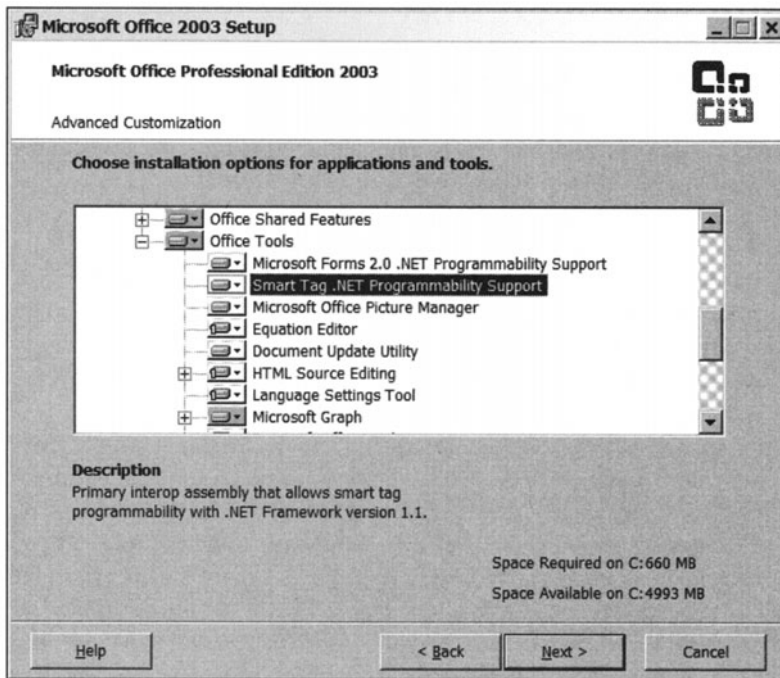 Microsoft Office 2003 Setup
Microsoft Office Professional Edition 2003
Advanced Customization
Choose installation options for applications and tools.
Office Shared Features
Office Tools
Microsoft Forms 2.0 .NET Programmability Support
Smart Tag .NET Programmability Support
Microsoft Office Picture Manager
Equation Editor
Document Update Utility
HTML Source Editing
Language Settings Tool
Microsoft Graph
Description
Primary interop assembly that allows smart tag
programmability with .NET Framework version 1.1.
Space Required on C:660 MB
Space Available on C:4993 MB
Help
< Back
Next >
Cancel